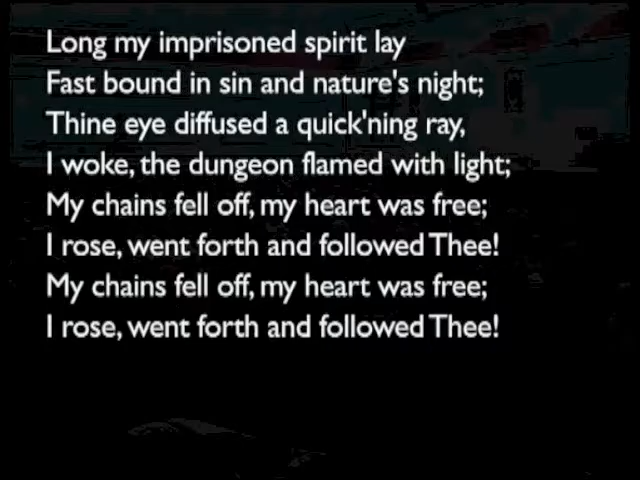 Long my imprisoned spirit lay
Fast bound in sin and nature's night;
Thine eye diffused a quick'ning ray,
I woke, the dungeon flamed with light;
My chains fell off, my heart was free;
I rose, went forth and followed Thee!
My chains fell off, my heart was free;
I rose, went forth and followed Thee!